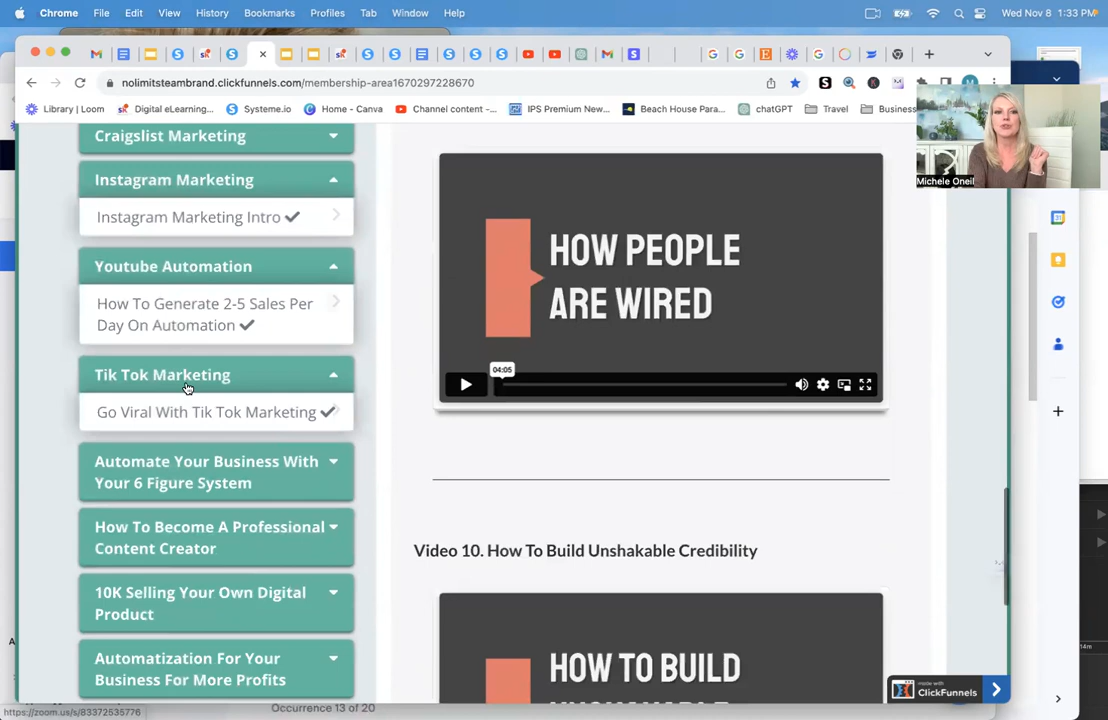 Chrome File Edit View History Bookmarks Profiles Tab Window Help Wed Nov 8 1:33 PM
nolimitsteambrand.clickfunnels.com/membership-area1670297228670
Library | Loom Digital eLearning... Systeme.io Home - Canva Channel content -... IPS Premium New... Beach House Para... chatGPT Travel Business
Michele Oneil
Craigslist Marketing
Instagram Marketing
Instagram Marketing Intro
Youtube Automation
How To Generate 2-5 Sales Per
Day On Automation
Tik Tok Marketing
Go Viral With Tik Tok Marketing
Automate Your Business With
Your 6 Figure System
How To Become A Professional
Content Creator
10K Selling Your Own Digital
Product
Automatization For Your
Business For More Profits
HOW PEOPLE
ARE WIRED
04:05
Video 10. How To Build Unshakable Credibility
HOW TO BUILD
made with
ClickFunnels
https://zoom.us/s/83372535776
Occurrence 13 of 20